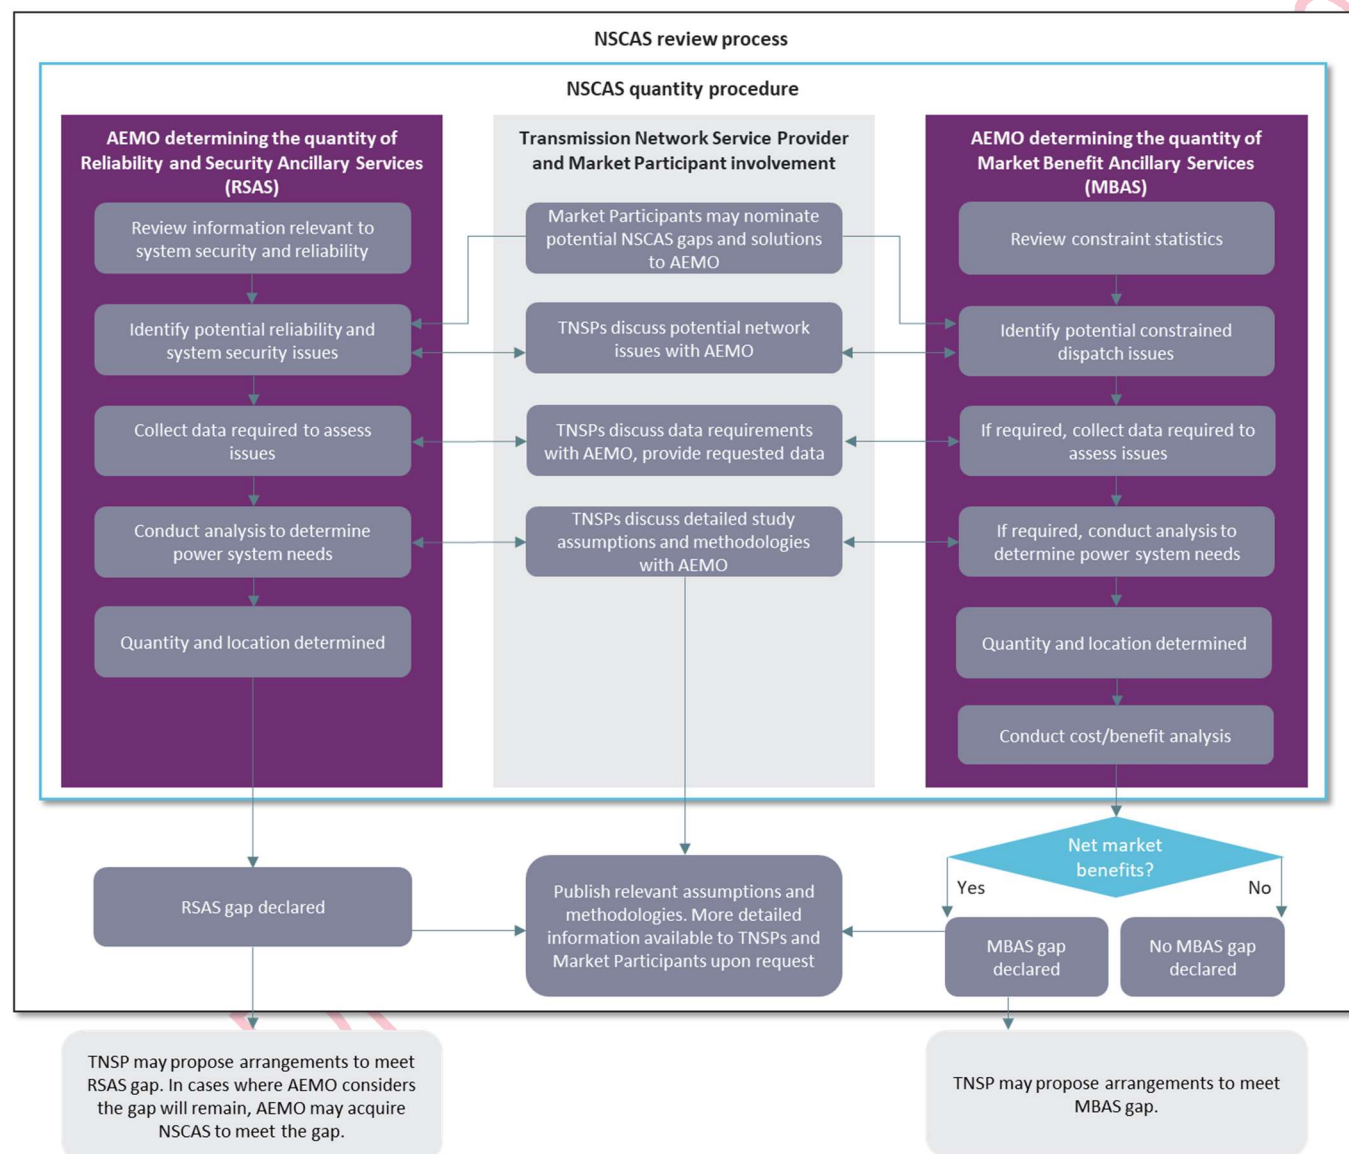 NSCAS review process
NSCAS quantity procedure
AEMO determining the quantity of
Reliability and Security Ancillary Services
(RSAS)
Review information relevant to
system security and reliability
Identify potential reliability and
system security issues
Collect data required to assess
issues
Conduct analysis to determine
power system needs
Quantity and location determined
Transmission Network Service Provider
and Market Participant involvement
Market Participants may nominate
potential NSCAS gaps and solutions
to AEMO
TNSPs discuss potential network
issues with AEMO
TNSPs discuss data requirements
with AEMO, provide requested data
TNSPs discuss detailed study
assumptions and methodologies
with AEMO
AEMO determining the quantity of
Market Benefit Ancillary Services
(MBAS)
Review constraint statistics
Identify potential constrained
dispatch issues
If required, collect data required to
assess issues
If required, conduct analysis to
determine power system needs
Quantity and location determined
Conduct cost/benefit analysis
Net market
benefits?
Yes
No
RSAS gap declared
Publish relevant assumptions and
methodologies. More detailed
information available to TNSPs and
Market Participants upon request
MBAS gap
declared
No MBAS gap
declared
TNSP may propose arrangements to meet
RSAS gap. In cases where AEMO considers
the gap will remain, AEMO may acquire
NSCAS to meet the gap.
TNSP may propose arrangements to meet
MBAS gap.